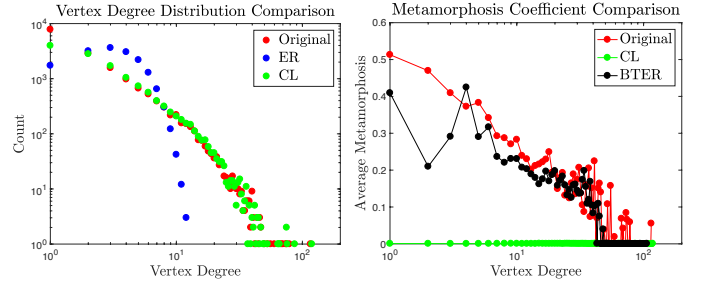 Vertex Degree Distribution Comparison
Original
ER
CL
10^4
10^3
10^2
10^1
10^0
Count
10^0
10^1
10^2
Vertex Degree
Metamorphosis Coefficient Comparison
Original
CL
BTER
0.6
0.5
0.4
0.3
0.2
0.1
0
Average Metamorphosis
10^0
10^1
10^2
Vertex Degree